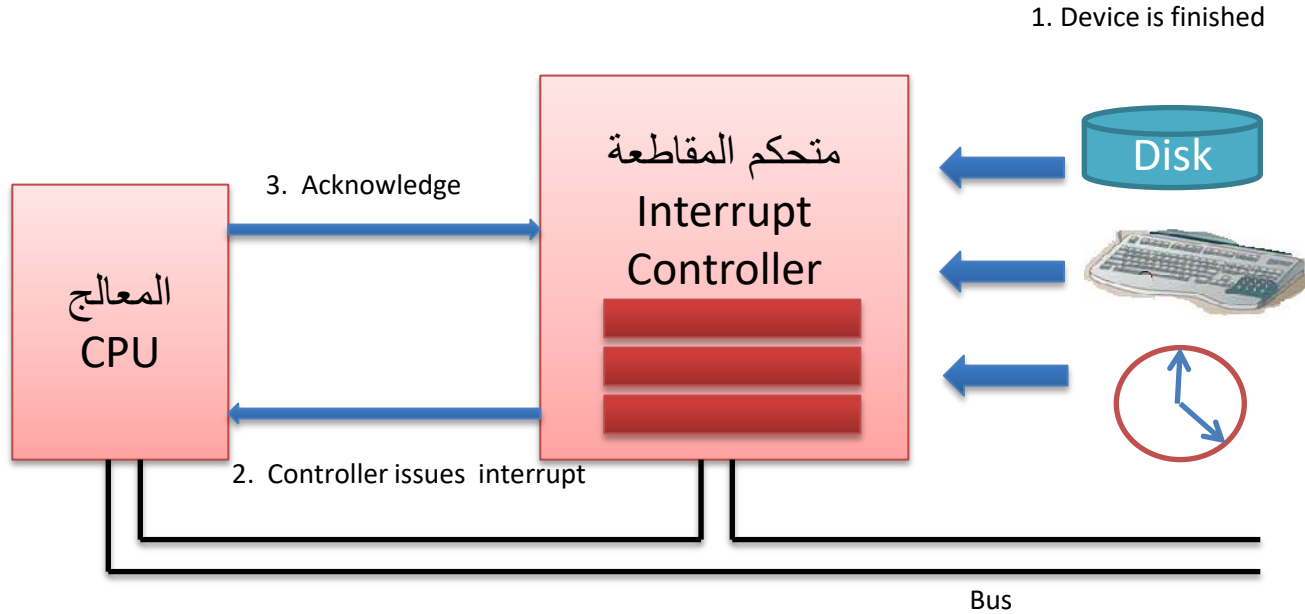 1. Device is finished
متحكم المقاطعة
Interrupt
Controller
Disk
3. Acknowledge
المعالج
CPU
2. Controller issues interrupt
Bus